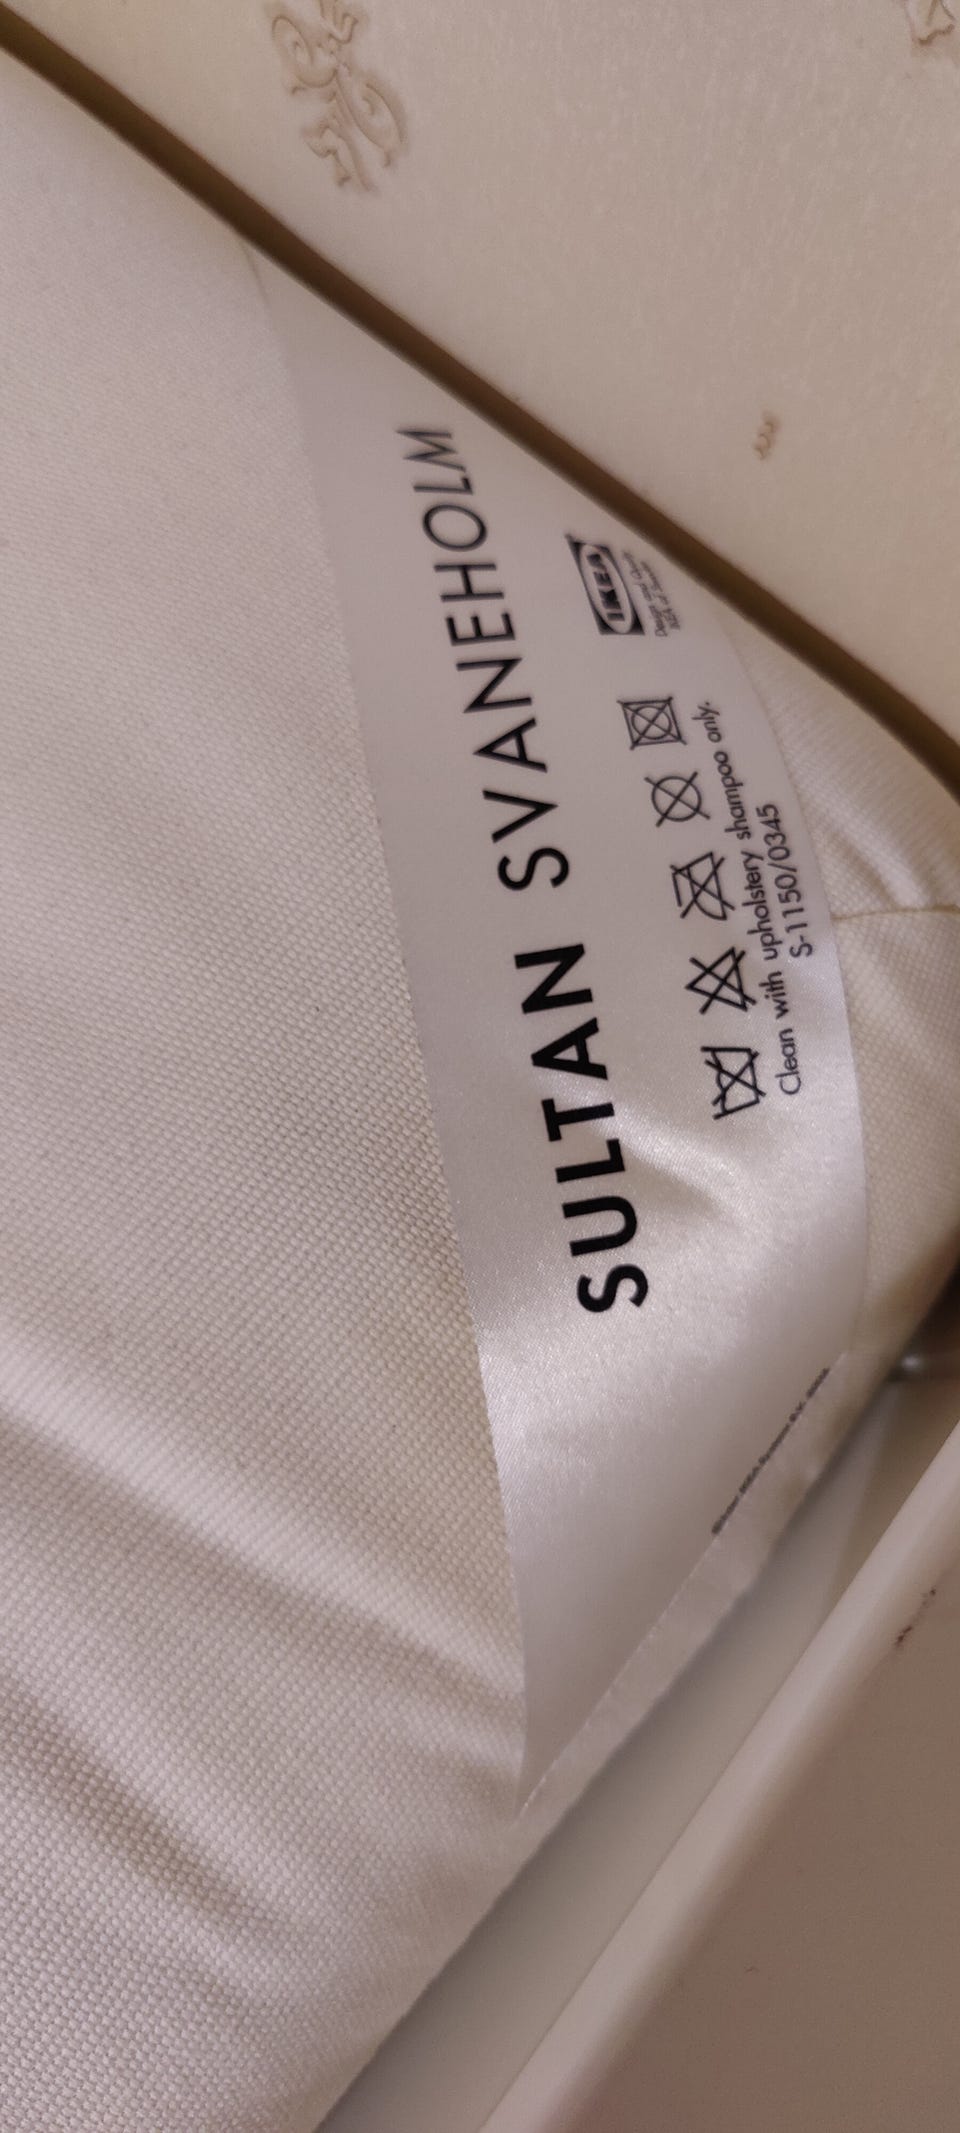 SULTAN SVANEHOLM
IKEA
Clean with upholstery shampoo only.
S-1150/0345